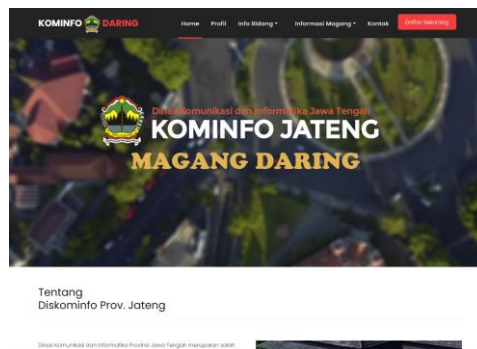 KOMINFO DARING
Home Profil Info Bidang Informasi Magang Kontak Daftar Sekarang
Dinas Komunikasi dan Informatika Jawa Tengah
KOMINFO JATENG
MAGANG DARING
Tentang
Diskominfo Prov. Jateng
Dinas Komunikasi dan Informatika Provinsi Jawa Tengah merupakan salah